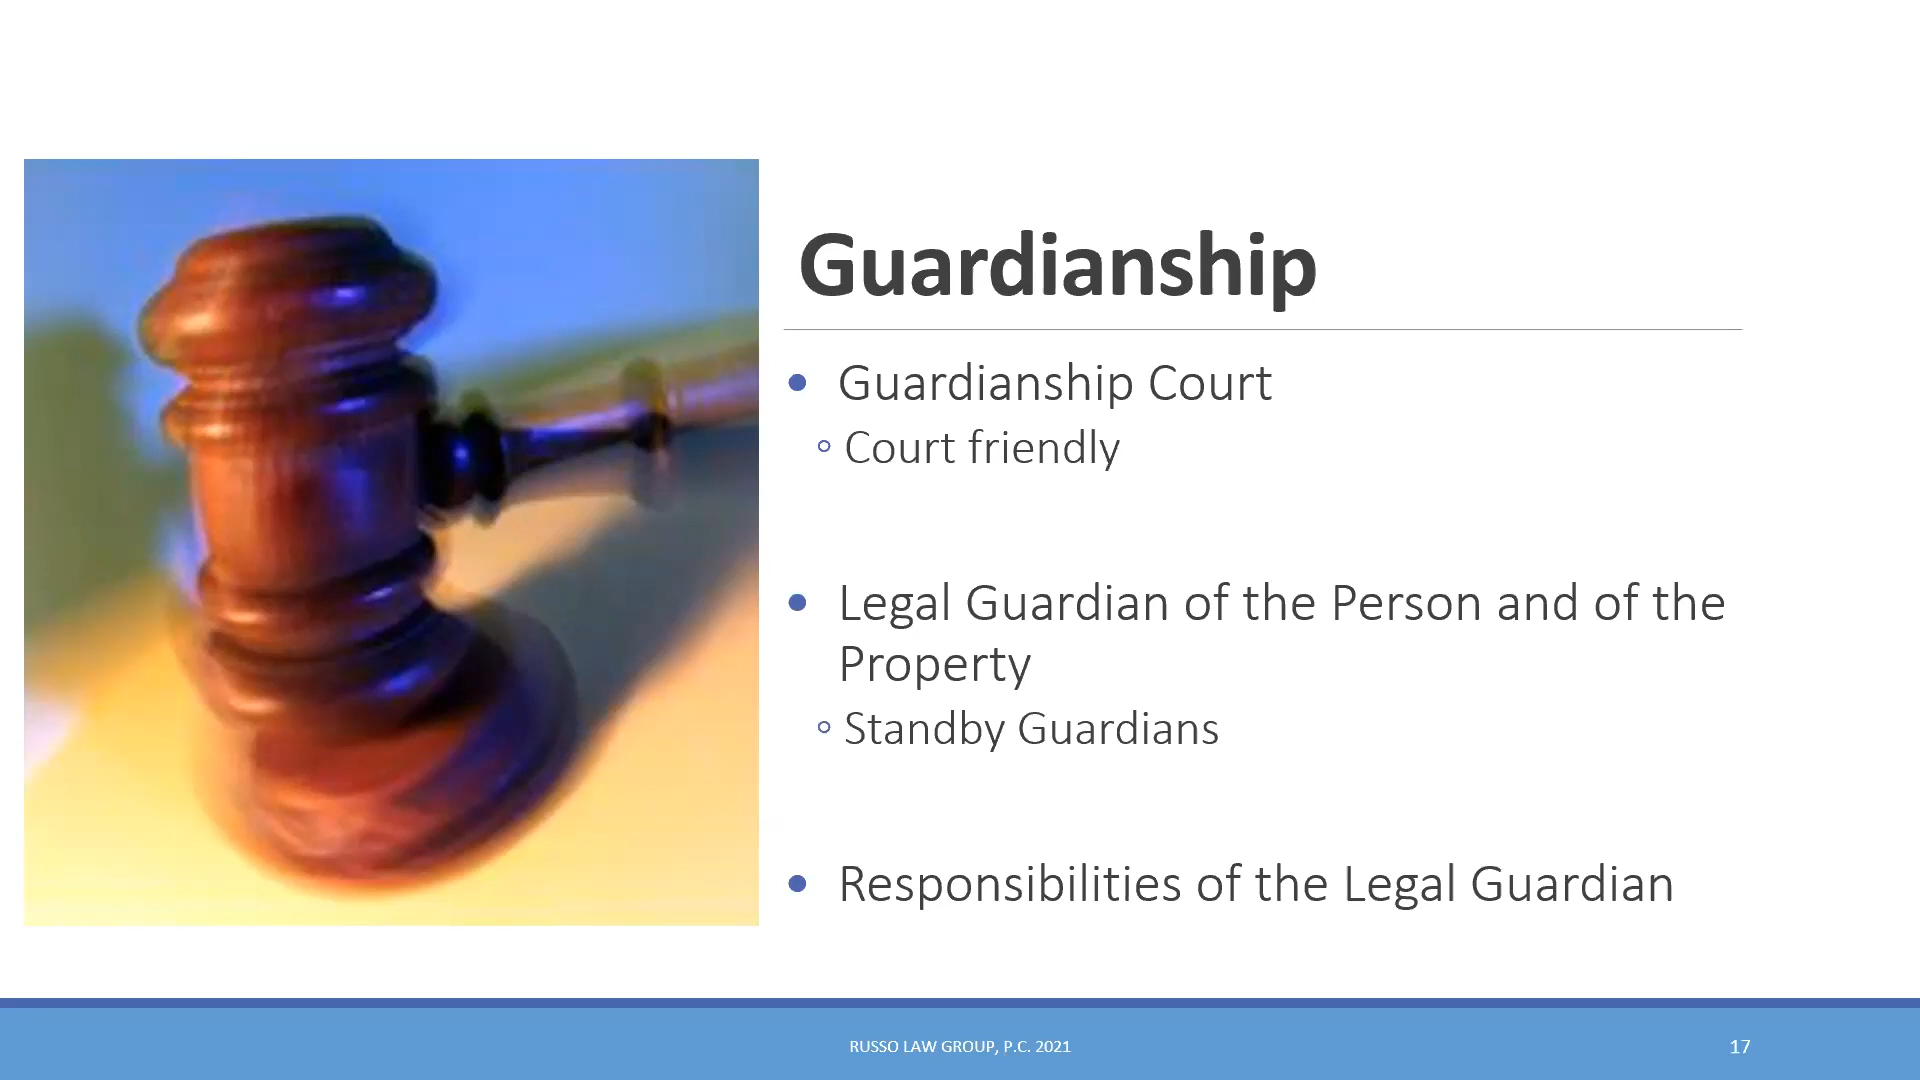 Guardianship
• Guardianship Court
◦ Court friendly
• Legal Guardian of the Person and of the
Property
◦ Standby Guardians
• Responsibilities of the Legal Guardian
RUSSO LAW GROUP, P.C. 2021
17